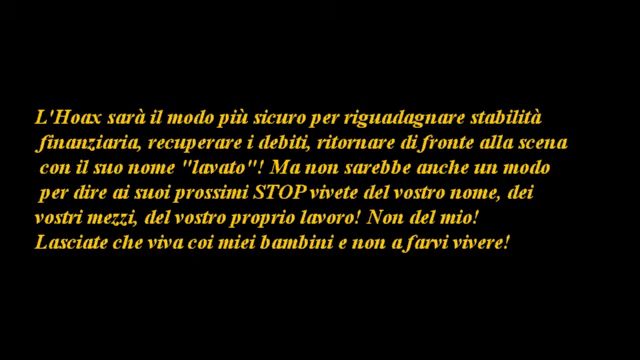 L'Hoax sarà il modo più sicuro per riguadagnare stabilità
finanziaria, recuperare i debiti, ritornare di fronte alla scena
con il suo nome "lavato"! Ma non sarebbe anche un modo
per dire ai suoi prossimi STOP vivete del vostro nome, dei
vostri mezzi, del vostro proprio lavoro! Non del mio!
Lasciate che viva coi miei bambini e non a farvi vivere!